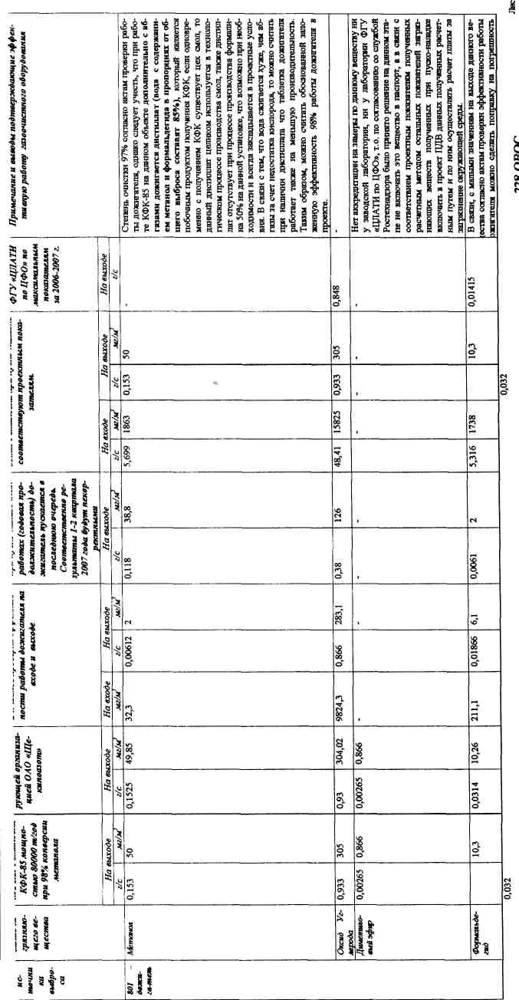 ис-
точни
ка
выбро-
са
грязняю-
щего ве-
щества
КФК-85 мощно-
стью 80000 т/год
при 98% конверсии
метанола
На выходе
г/с
мг/м³
рующей организа-
цией ОАО «Ще-
киноазот»
На выходе
г/с
мг/м³
ности работы дожигателя на
входе и выходе
На входе
мг/м³
На выходе
г/с
мг/м³
работах (годовая про-
должительность) до-
жигатель пускается в
последнюю очередь.
Соответственно ре-
зультаты 1-2 квартала
2007 года будут некор-
ректными
На выходе
г/с
мг/м³
соответствуют проектным пока-
зателям.
На входе
г/с
мг/м³
На выходе
г/с
мг/м³
ФГУ «ЦЛАТИ
по ЦФО» по
максимальным
показателям
за 2006-2007 г.
На выходе
г/с
Примечание и выводы подтверждающие эффек-
тивную работу газоочистного оборудования
801 –
дожи-
гатель
Метанол
0,153
50
0,1525
49,85
32,3
0,00612
2
0,118
38,8
5,699
1863
0,153
50
-
Степень очистки 97% согласно актам проверки рабо-
ты дожигателя, однако следует учесть, что при рабо-
те КФК-85 на данном объекте дополнительно с аб-
газами дожигается дистиллат (вода с содержани-
ем метанол и формальдегида в пропорциях от об-
щего выброса составят 85%), который является
побочным продуктом получения КФК, если одновре-
менно с получением КФК существует цех смол, то
данный дистилат целиком используется в техноло-
гическом процессе производства смол, также дистил-
лат отсутствует при процессе производства формали-
на 50% на данной установке, что возможно при необ-
ходимости и всегда закладывается в проектные усло-
вия. В связи с тем, что вода сжигается хуже, чем аб-
газы за счет недостатка кислорода, то можно считать
при наличии дистиллата что таблетка дожигателя
работает также на меньшую производительность.
Таким образом, можно считать обоснованной зало-
женную эффективность 98% работы дожигателя в
проекте.
Оксид Уг-
лерода
0,933
305
0,93
304,02
9824,3
0,866
283,1
0,38
126
48,41
15825
0,933
305
0,848
-
Диметило-
вый эфир
0,00265
0,866
0,00265
0,866
-
-
-
-
-
-
-
Нет аккредитации на замеры по данному веществу ни
у заводской лаборатории, ни у лаборатории ФГУ
«ЦЛАТИ по ЦФО», т.о. по согласованию со службой
Ростехнадзора было принято решение на данном эта-
пе не включать это вещество в паспорт, а в связи с
соответствием проектным показателям полученных
расчетным методом остальных показателей загряз-
няющих веществ полученных при пуско-наладке
включить в проект ПДВ данных полученных расчет-
ным путем и по ним осуществлять расчет платы за
загрязнение окружающей среды.
Формальде-
гид
0,032
10,3
0,0314
10,26
211,1
0,01866
6,1
0,0061
2
5,316
1738
0,032
10,3
0,01415
В связи, с малыми значениями на выходе данного ве-
щества согласно актам проверки эффективности работы
дожигателя можно сделать поправку на погрешность
228 ОВОС
Лис